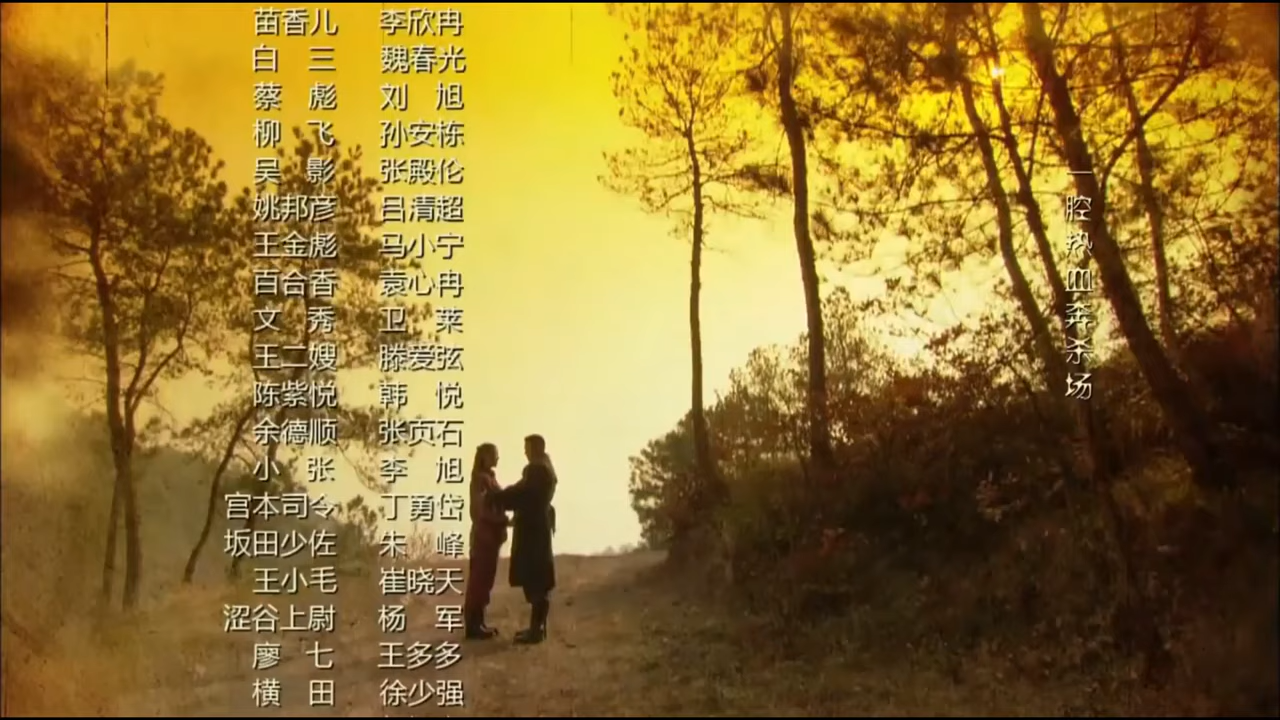 苗香儿 李欣冉
白三 魏春光
蔡彪 刘旭
柳飞 孙安栋
吴影 张殿伦
姚邦彦 吕清超
王金彪 马小宁
百合香 袁心冉
文秀 卫莱
王二嫂 滕爱弦
陈紫悦 韩悦
余德顺 张页石
小张 李旭
宫本司令 丁勇岱
坂田少佐 朱峰
王小毛 崔晓天
涩谷上尉 杨军
廖七 王多多
横田 徐少强
一腔热血奔杀场